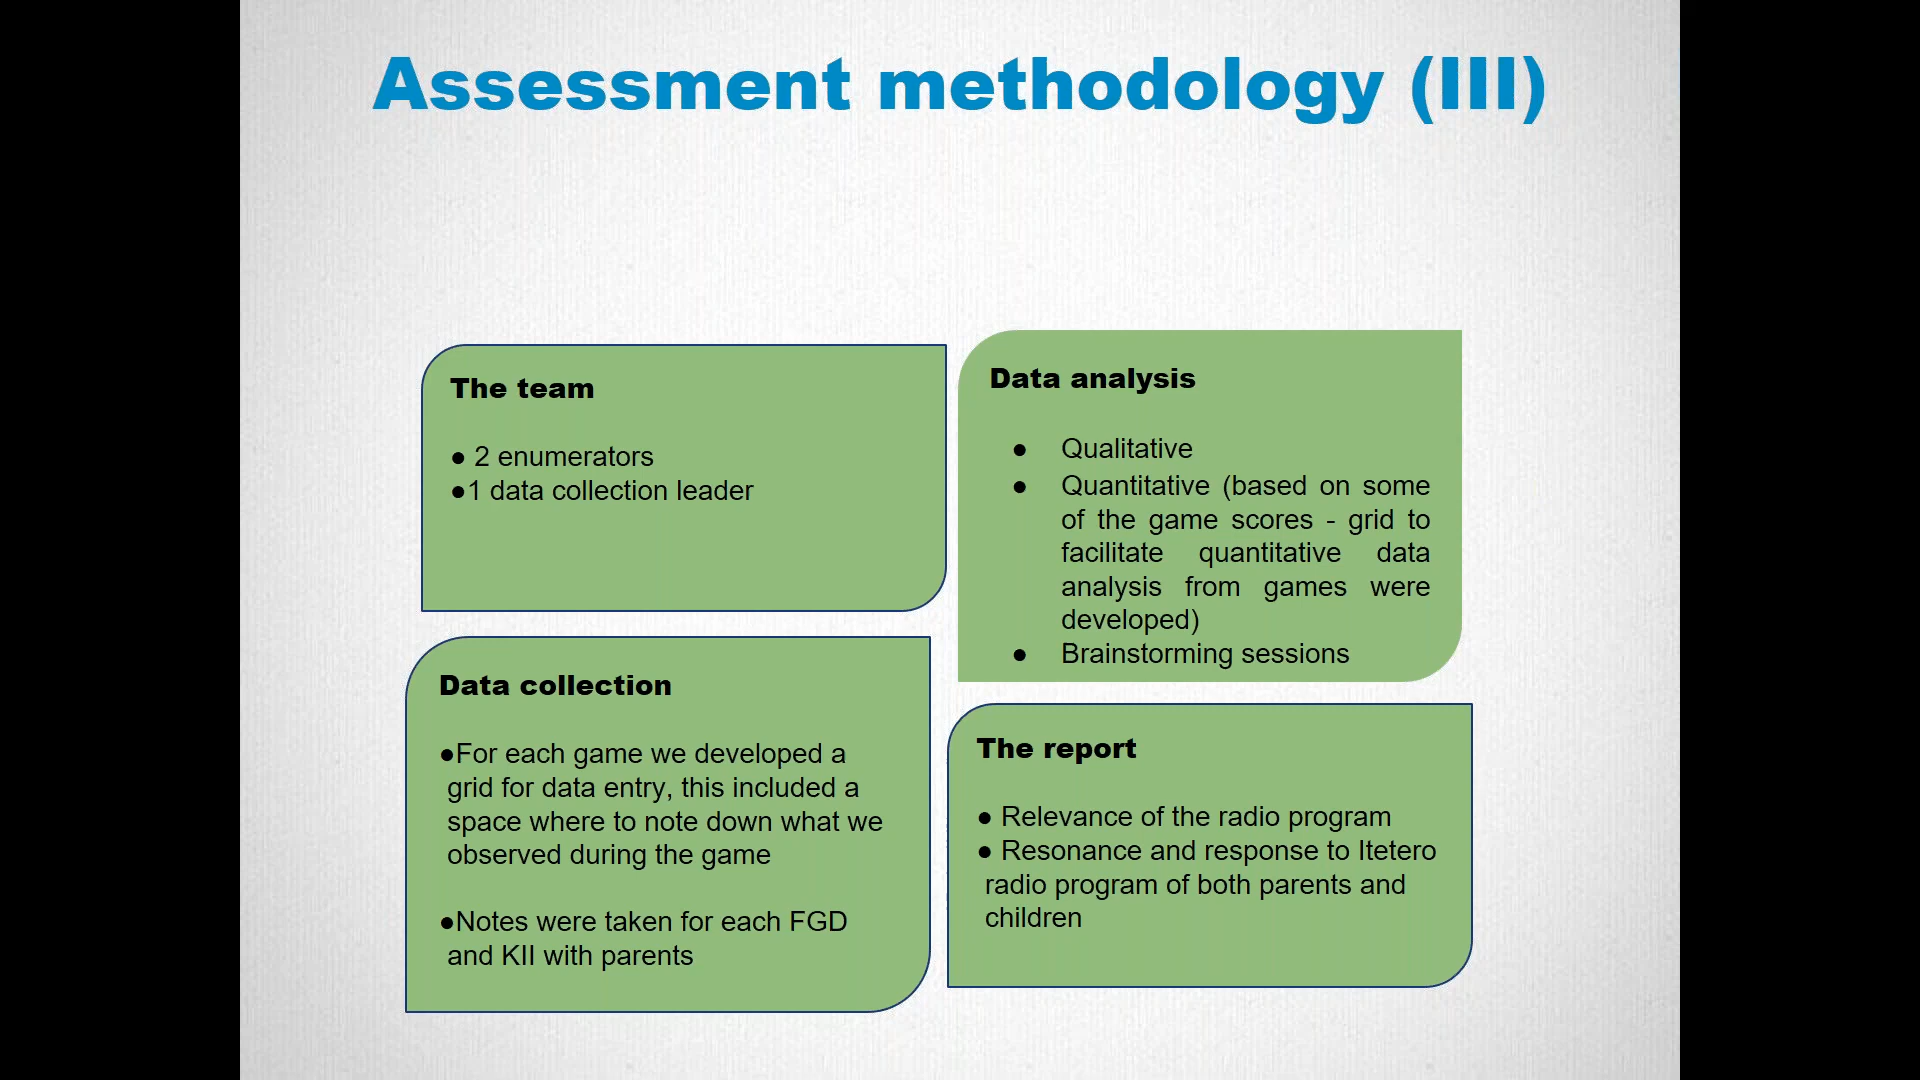 Assessment methodology (III)
The team
● 2 enumerators
●1 data collection leader
Data analysis
● Qualitative
● Quantitative (based on some
of the game scores - grid to
facilitate quantitative data
analysis from games were
developed)
● Brainstorming sessions
Data collection
●For each game we developed a
grid for data entry, this included a
space where to note down what we
observed during the game
●Notes were taken for each FGD
and KII with parents
The report
● Relevance of the radio program
● Resonance and response to Itetero
radio program of both parents and
children